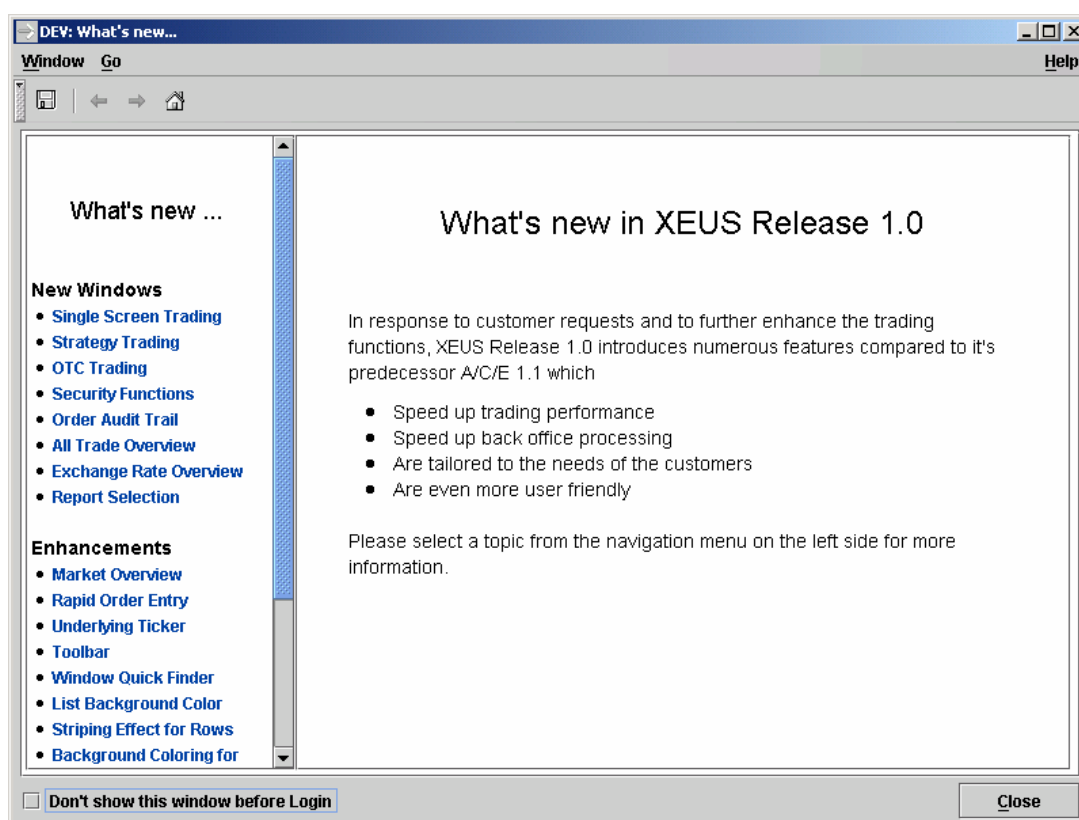 DEV: What's new...
Window Go Help
What's new ...
New Windows
• Single Screen Trading
• Strategy Trading
• OTC Trading
• Security Functions
• Order Audit Trail
• All Trade Overview
• Exchange Rate Overview
• Report Selection
Enhancements
• Market Overview
• Rapid Order Entry
• Underlying Ticker
• Toolbar
• Window Quick Finder
• List Background Color
• Striping Effect for Rows
• Background Coloring for
What's new in XEUS Release 1.0
In response to customer requests and to further enhance the trading
functions, XEUS Release 1.0 introduces numerous features compared to it's
predecessor A/C/E 1.1 which
• Speed up trading performance
• Speed up back office processing
• Are tailored to the needs of the customers
• Are even more user friendly
Please select a topic from the navigation menu on the left side for more
information.
Don't show this window before Login
Close